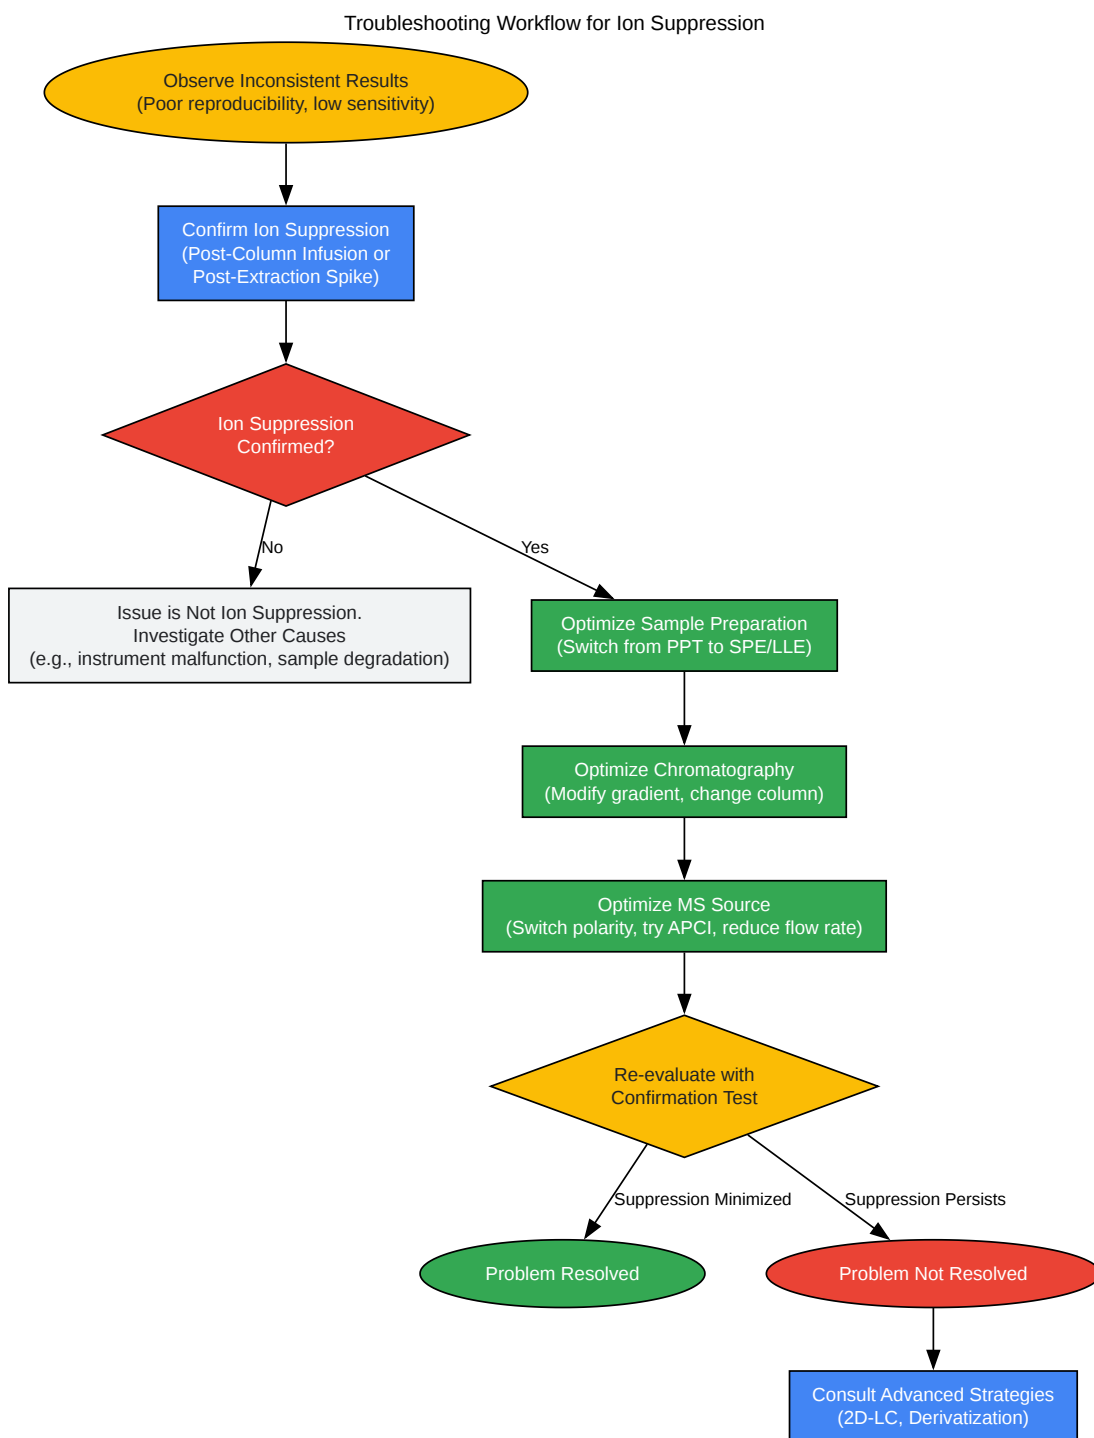 Troubleshooting Workflow for Ion Suppression
Observe Inconsistent Results
(Poor reproducibility, low sensitivity)
Confirm Ion Suppression
(Post-Column Infusion or
Post-Extraction Spike)
Ion Suppression
Confirmed?
No
Yes
Issue is Not Ion Suppression.
Investigate Other Causes
(e.g., instrument malfunction, sample degradation)
Optimize Sample Preparation
(Switch from PPT to SPE/LLE)
Optimize Chromatography
(Modify gradient, change column)
Optimize MS Source
(Switch polarity, try APCI, reduce flow rate)
Re-evaluate with
Confirmation Test
Suppression Minimized
Suppression Persists
Problem Resolved
Problem Not Resolved
Consult Advanced Strategies
(2D-LC, Derivatization)